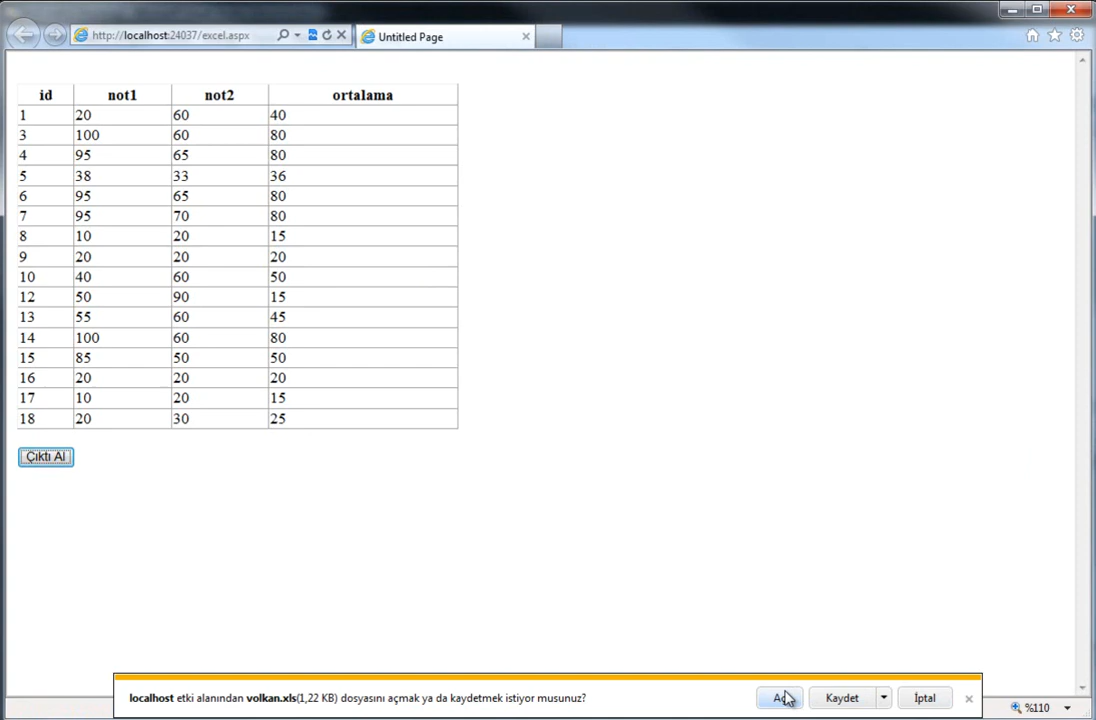 http://localhost:24037/excel.aspx
Untitled Page
id not1 not2 ortalama
1 20 60 40
3 100 60 80
4 95 65 80
5 38 33 36
6 95 65 80
7 95 70 80
8 10 20 15
9 20 20 20
10 40 60 50
12 50 90 15
13 55 60 45
14 100 60 80
15 85 50 50
16 20 20 20
17 10 20 15
18 20 30 25
Çıktı Al
localhost etki alanından volkan.xls(1,22 KB) dosyasını açmak ya da kaydetmek istiyor musunuz?
Kaydet
İptal
%110